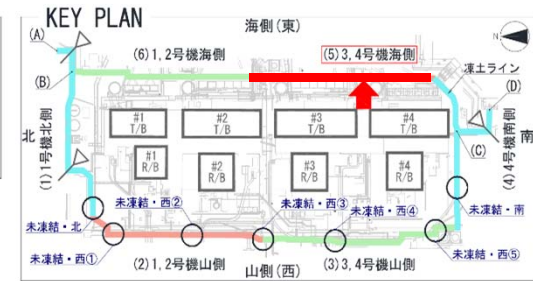 KEY PLAN
海側(東)
N
(A)
(6)1,2号機海側
(5)3,4号機海側
凍土ライン
(B)
(D)
#1
T/B
#2
T/B
#3
T/B
#4
T/B
北
(1)1号機北側
#1
R/B
#2
R/B
#3
R/B
#4
R/B
(C)
(4)4号機南側
南
未凍結・北
未凍結・西②
未凍結・西③
未凍結・西④
未凍結・南
未凍結・西①
(2)1,2号機山側
山側(西)
(3)3,4号機山側
未凍結・西⑤